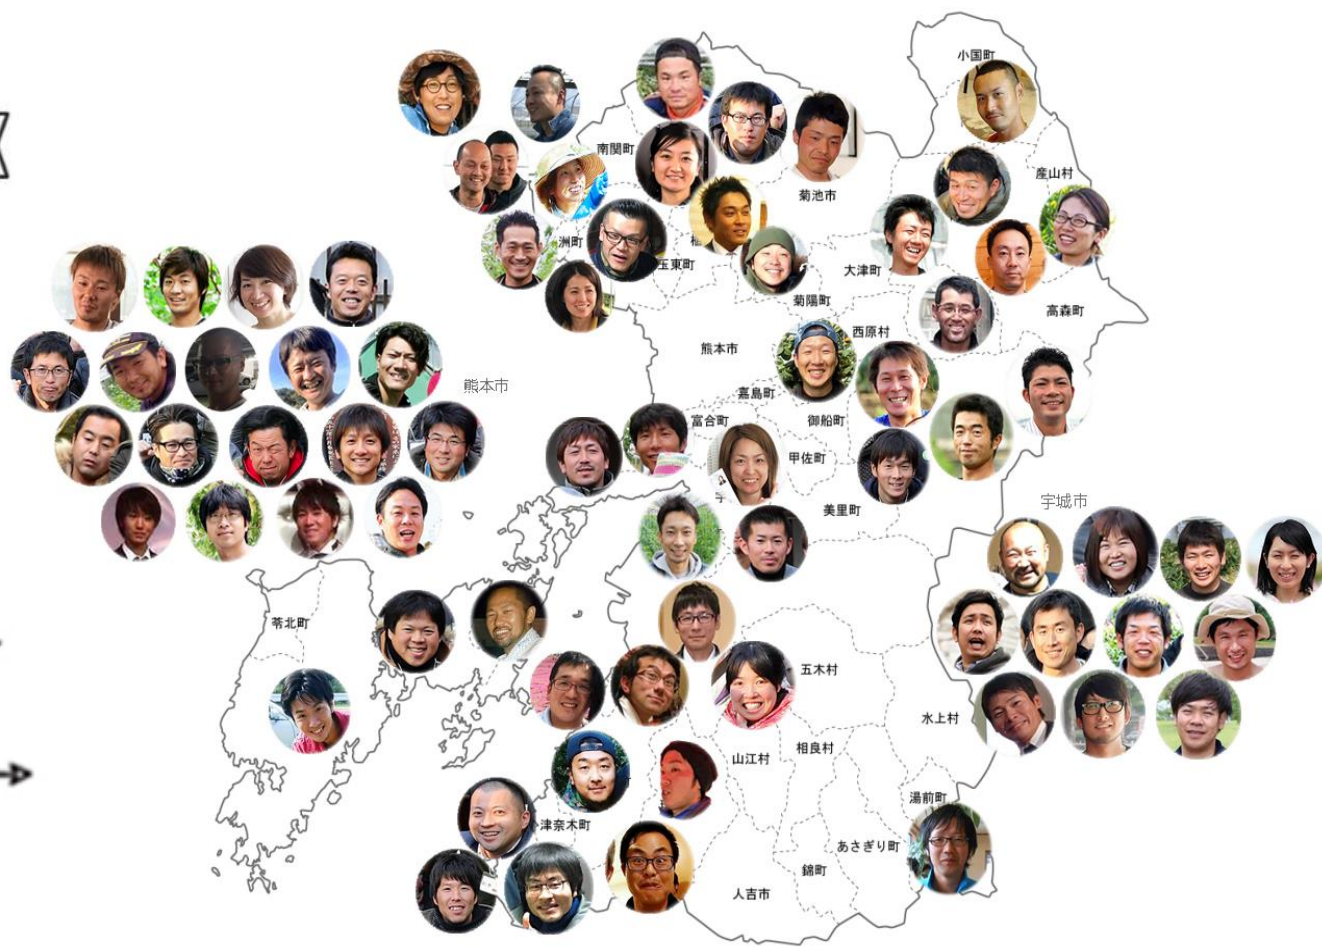 小国町
南関町
産山村
菊池市
洲町
玉東町
大津町
菊陽町
高森町
西原村
熊本市
熊本市
嘉島町
富合町
御船町
甲佐町
宇城市
美里町
苓北町
五木村
水上村
相良村
山江村
湯前町
津奈木町
あさぎり町
錦町
人吉市